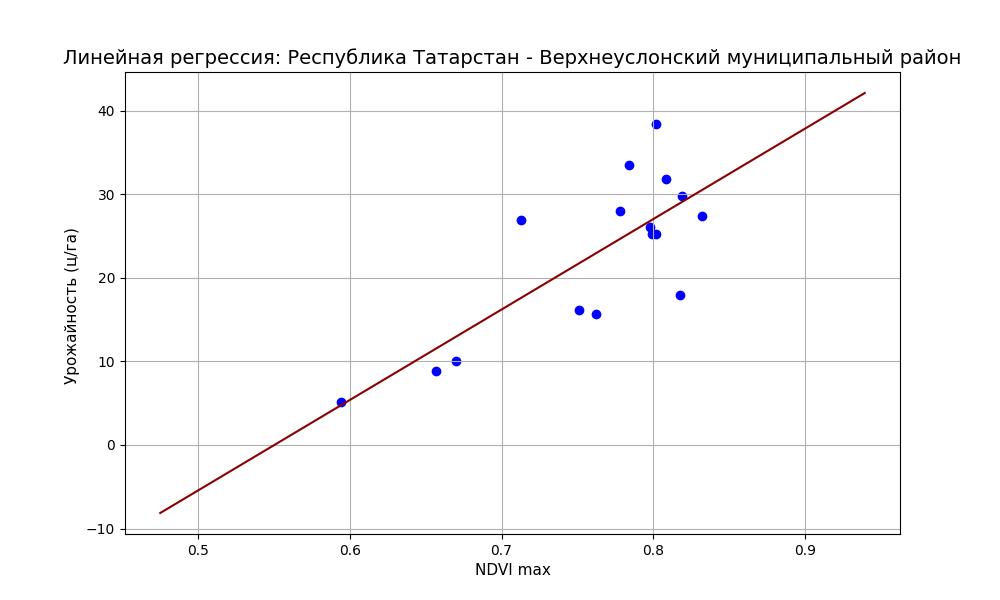 Линейная регрессия: Республика Татарстан - Верхнеуслонский муниципальный район
40
30
20
10
0
−10
Урожайность (ц/га)
0.5 0.6 0.7 0.8 0.9
NDVI max